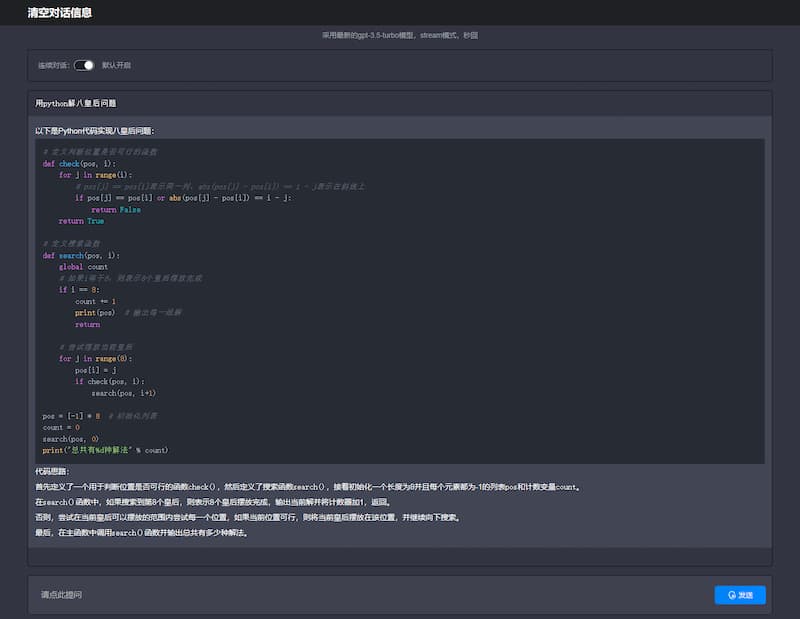 清空对话信息
采用最新的gpt-3.5-turbo模型，stream模式，秒回
连续对话： 默认开启
用python解八皇后问题
以下是Python代码实现八皇后问题：
# 定义判断位置是否可行的函数
def check(pos, i):
    for j in range(i):
        # pos[j] == pos[i]表示同一列，abs(pos[j] - pos[i]) == i - j表示在斜线上
        if pos[j] == pos[i] or abs(pos[j] - pos[i]) == i - j:
            return False
    return True
# 定义搜索函数
def search(pos, i):
    global count
    # 如果i等于8，则表示8个皇后摆放完成
    if i == 8:
        count += 1
        print(pos)  # 输出每一组解
        return
    # 尝试摆放当前皇后
    for j in range(8):
        pos[i] = j
        if check(pos, i):
            search(pos, i+1)
pos = [-1] * 8  # 初始化列表
count = 0
search(pos, 0)
print('总共有%d种解法' % count)
代码思路：
首先定义了一个用于判断位置是否可行的函数check()，然后定义了搜索函数search()，接着初始化一个长度为8并且每个元素都为-1的列表pos和计数变量count。
在search()函数中，如果搜索到第8个皇后，则表示8个皇后摆放完成，输出当前解并将计数器加1，返回。
否则，尝试在当前皇后可以摆放的范围内尝试每一个位置，如果当前位置可行，则将当前皇后摆放在该位置，并继续向下搜索。
最后，在主函数中调用search()函数并输出总共有多少种解法。
请点此提问
发送